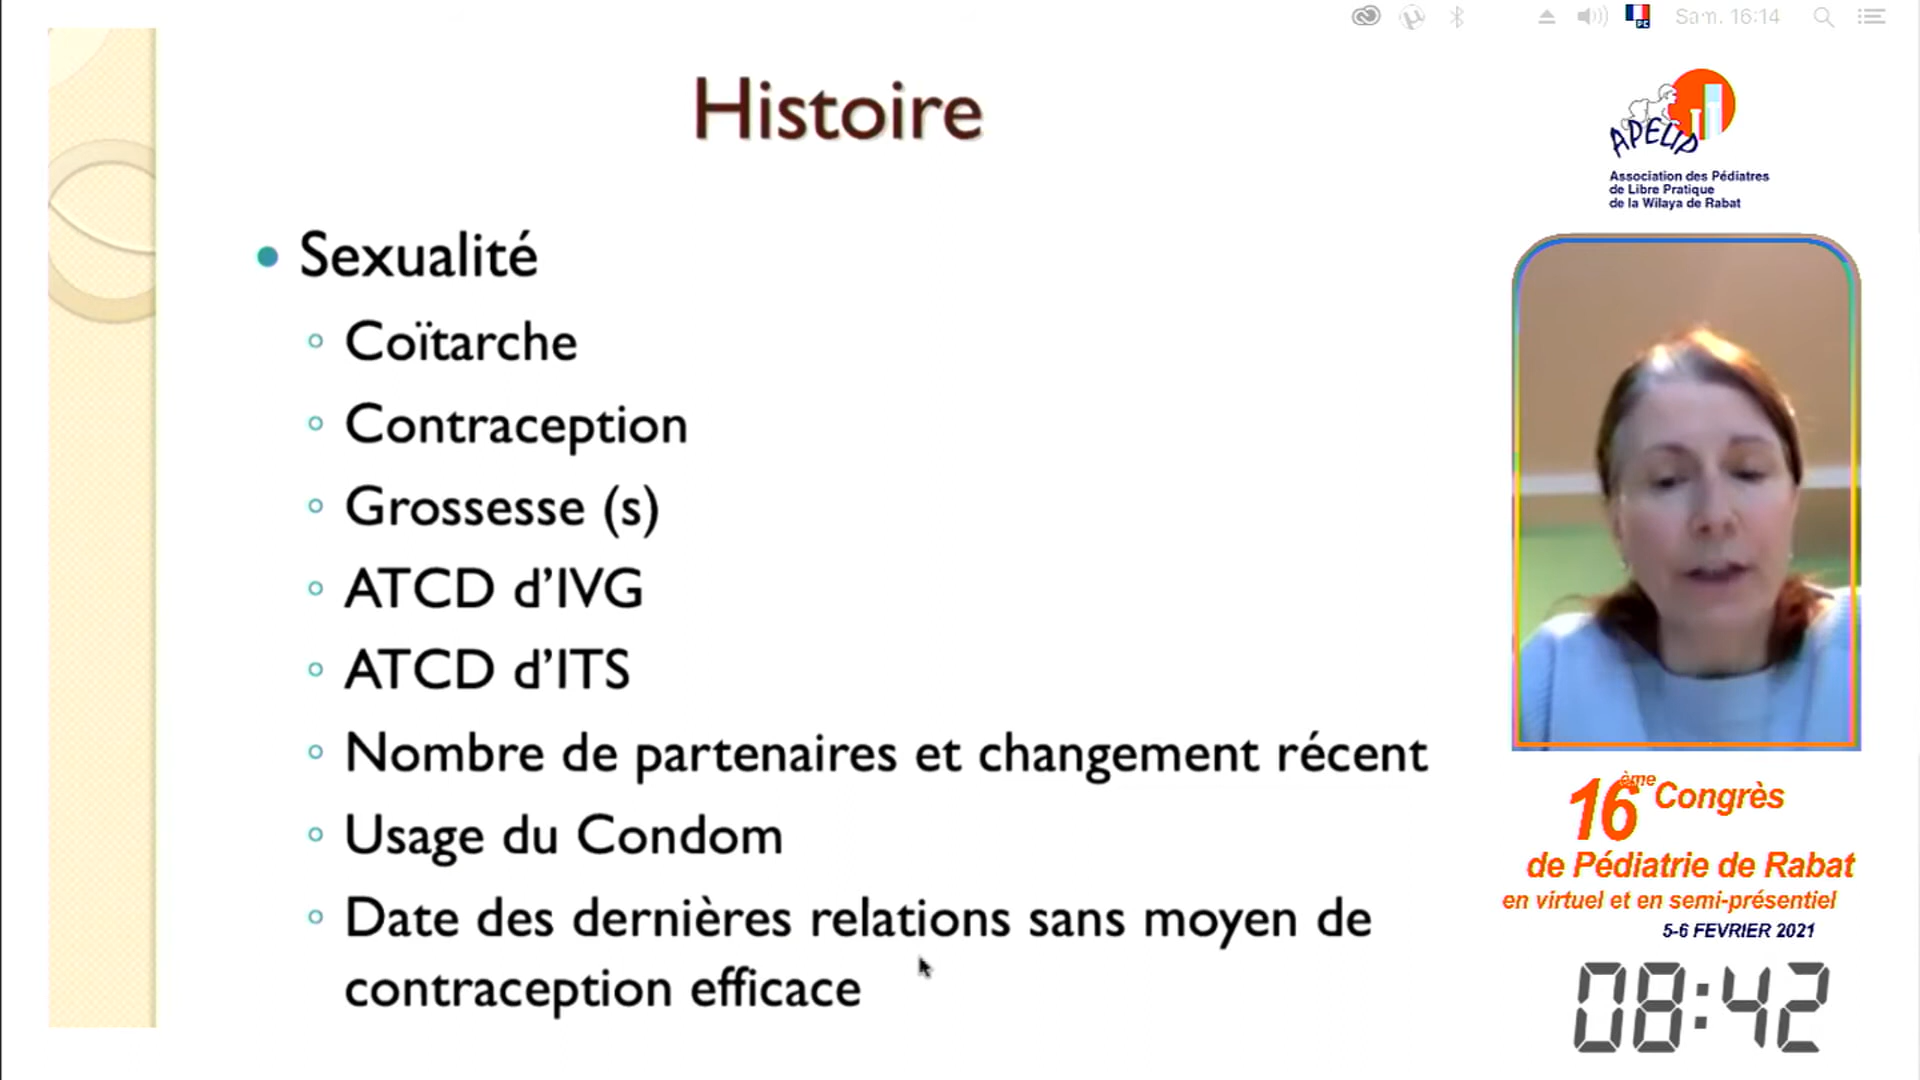 Sam. 16:14
Histoire
Sexualité
Coïtarche
Contraception
Grossesse (s)
ATCD d'IVG
ATCD d'ITS
Nombre de partenaires et changement récent
Usage du Condom
Date des dernières relations sans moyen de
contraception efficace
APELIP
Association des Pédiatres
de Libre Pratique
de la Wilaya de Rabat
16ème Congrès
de Pédiatrie de Rabat
en virtuel et en semi-présentiel
5-6 FEVRIER 2021
08:42